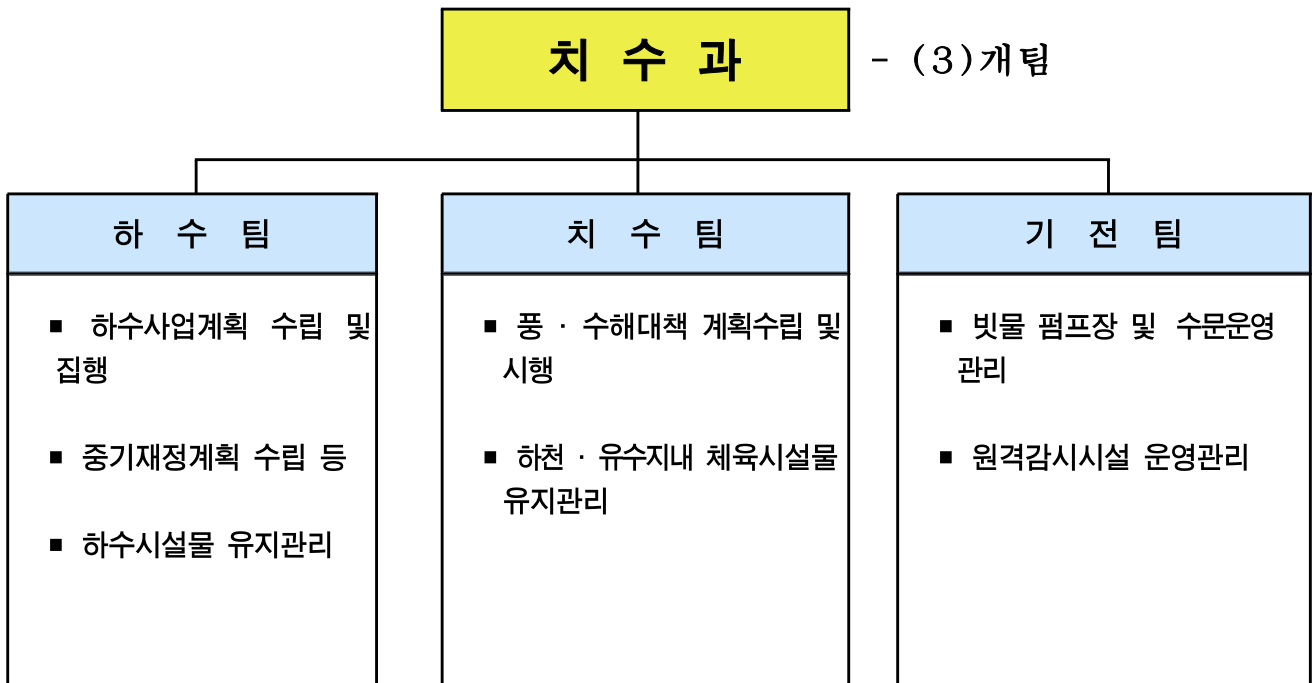 치 수 과 - (3)개팀
하 수 팀
▪ 하수사업계획 수립 및
집행
▪ 중기재정계획 수립 등
▪ 하수시설물 유지관리
치 수 팀
▪ 풍 · 수해대책 계획수립 및
시행
▪ 하천 · 유수지내 체육시설물
유지관리
기 전 팀
▪ 빗물 펌프장 및 수문운영
관리
▪ 원격감시시설 운영관리